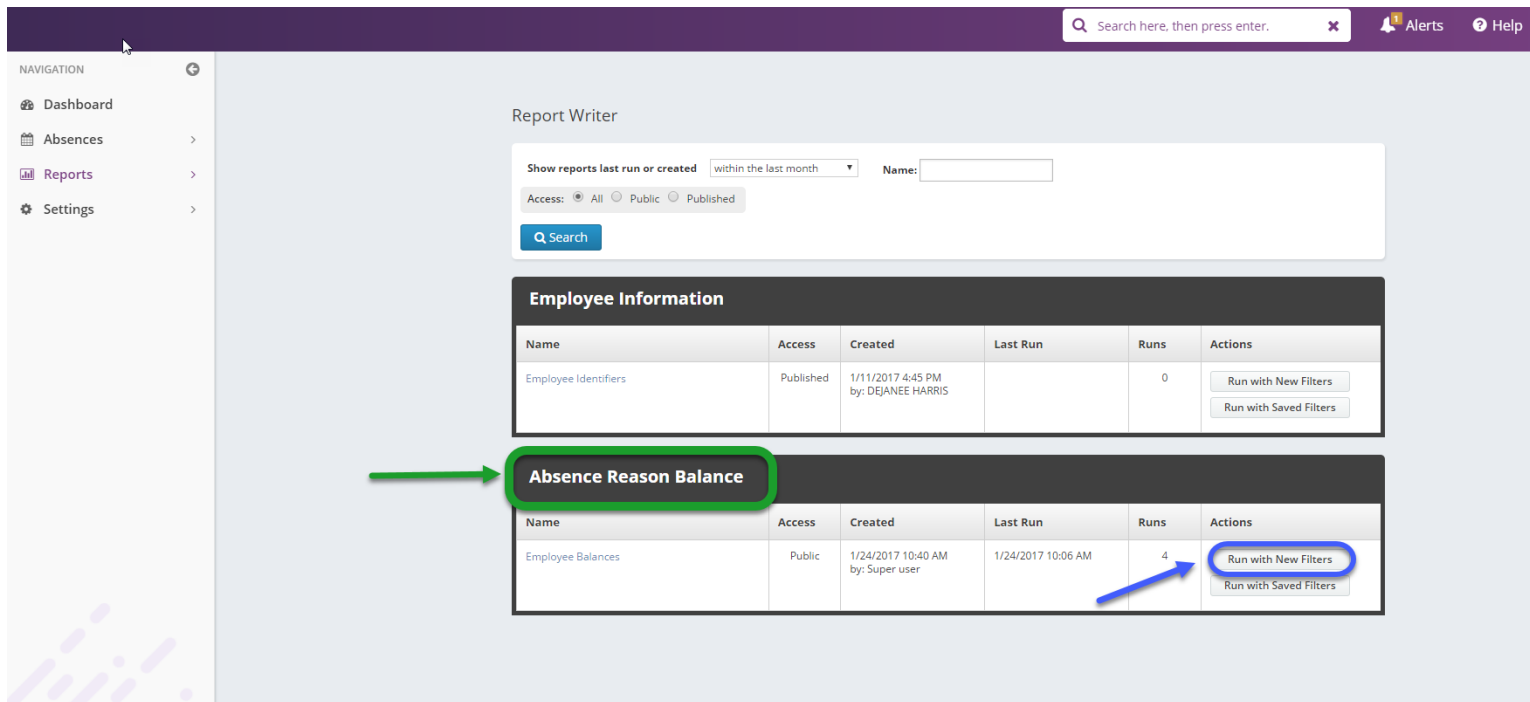 Search here, then press enter.
1
Alerts
Help
NAVIGATION
Dashboard
Absences
Reports
Settings
Report Writer
Show reports last run or created within the last month Name:
Access: All Public Published
Search
Employee Information
Name Access Created Last Run Runs Actions
Employee Identifiers Published 1/11/2017 4:45 PM 0 Run with New Filters
by: DEJANEE HARRIS
Run with Saved Filters
Absence Reason Balance
Name Access Created Last Run Runs Actions
Employee Balances Public 1/24/2017 10:40 AM 1/24/2017 10:06 AM 4 Run with New Filters
by: Super user
Run with Saved Filters